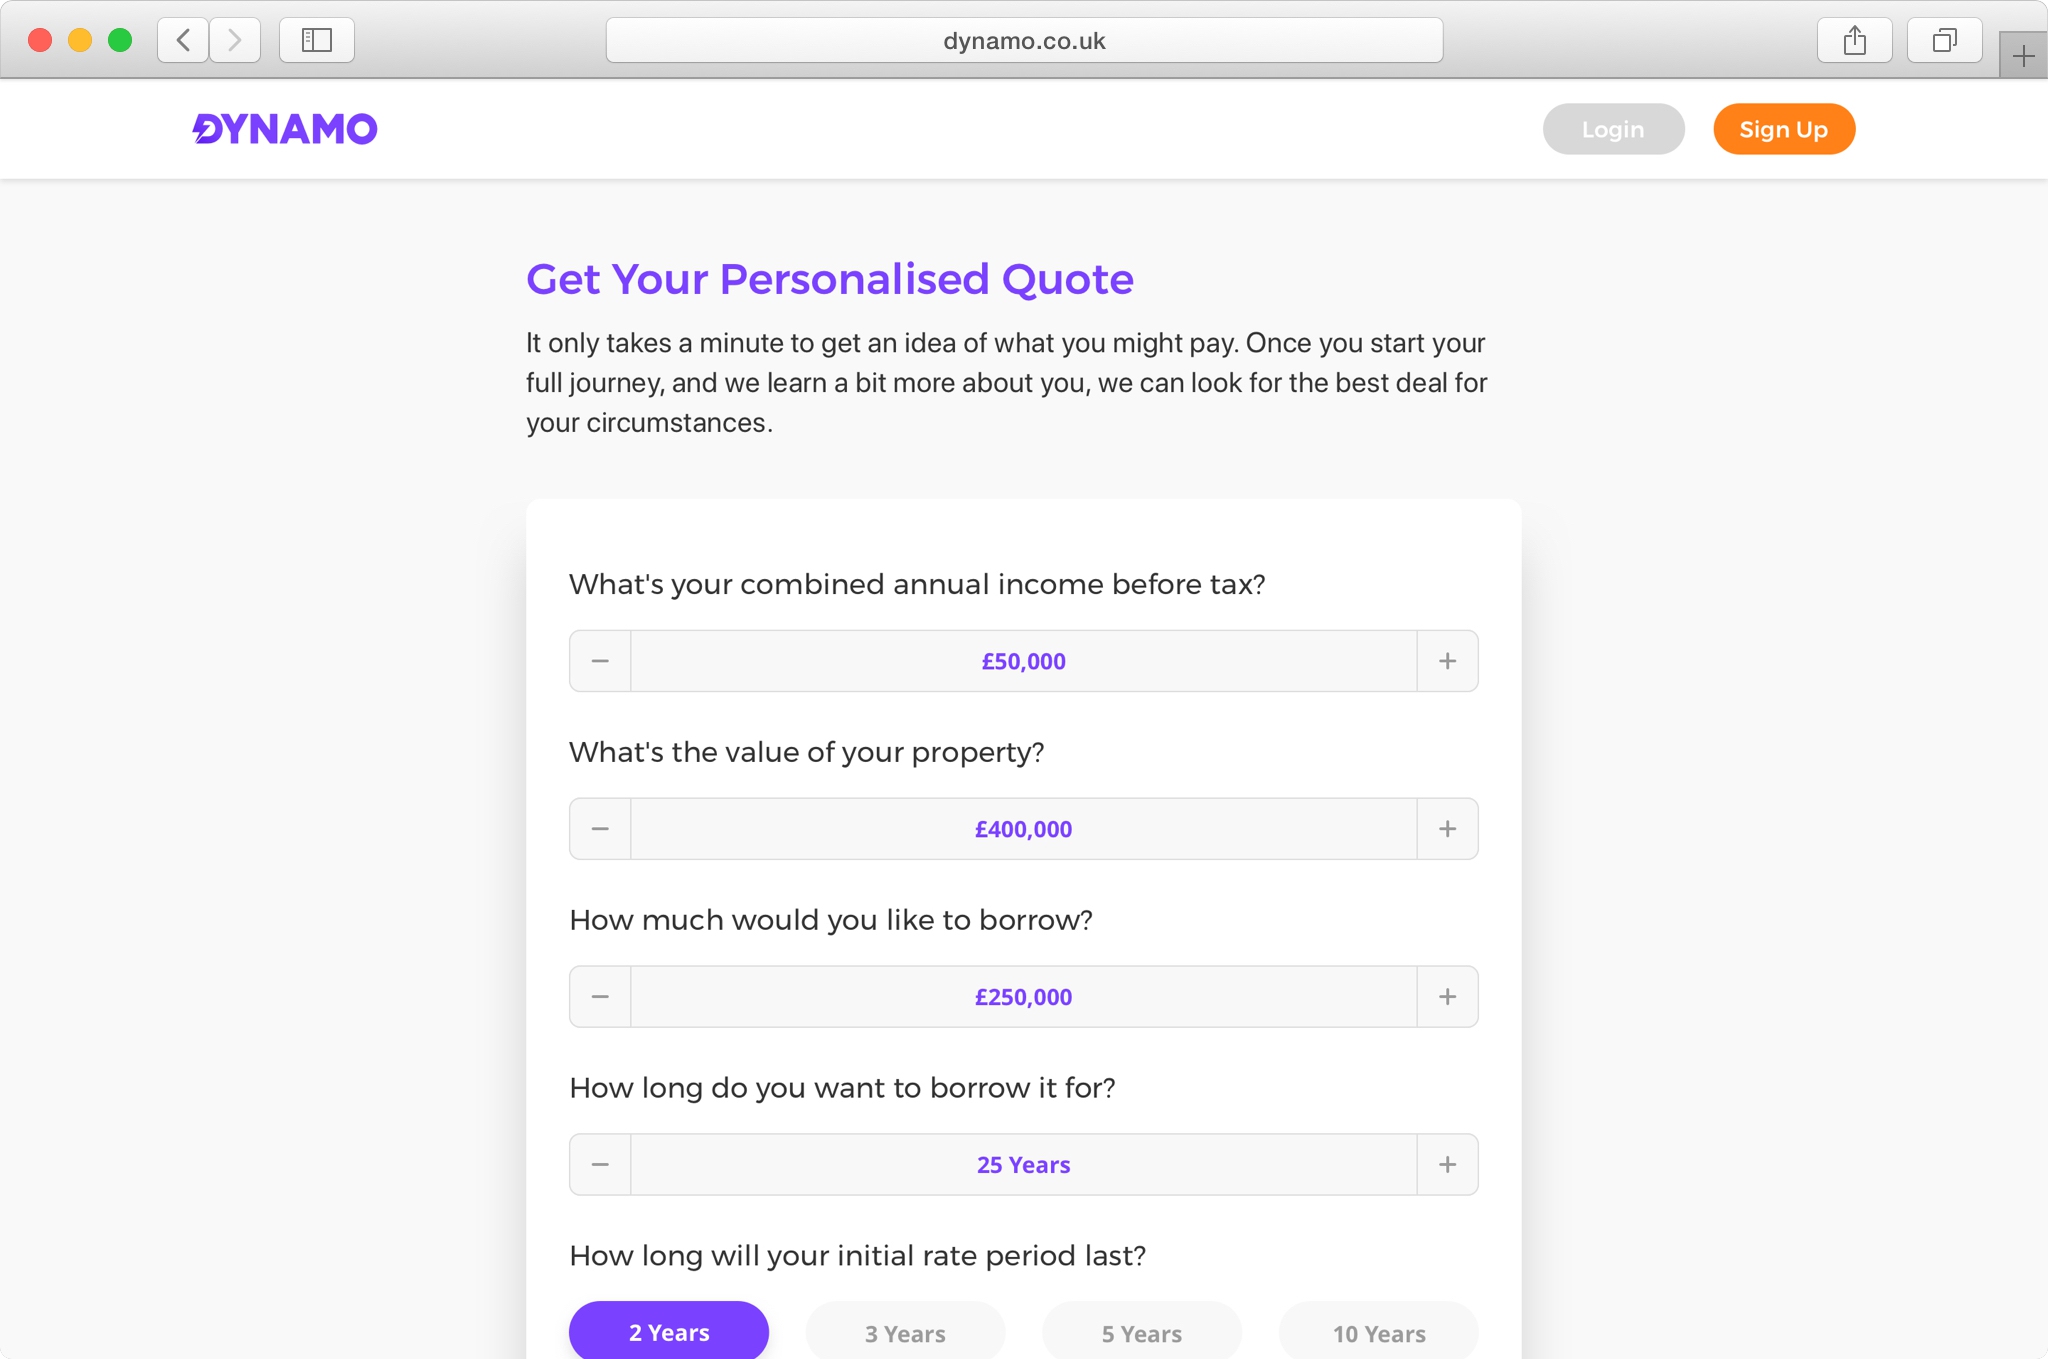 dynamo.co.uk
DYNAMO
Login
Sign Up
Get Your Personalised Quote
It only takes a minute to get an idea of what you might pay. Once you start your
full journey, and we learn a bit more about you, we can look for the best deal for
your circumstances.
What's your combined annual income before tax?
− £50,000 +
What's the value of your property?
− £400,000 +
How much would you like to borrow?
− £250,000 +
How long do you want to borrow it for?
− 25 Years +
How long will your initial rate period last?
2 Years 3 Years 5 Years 10 Years